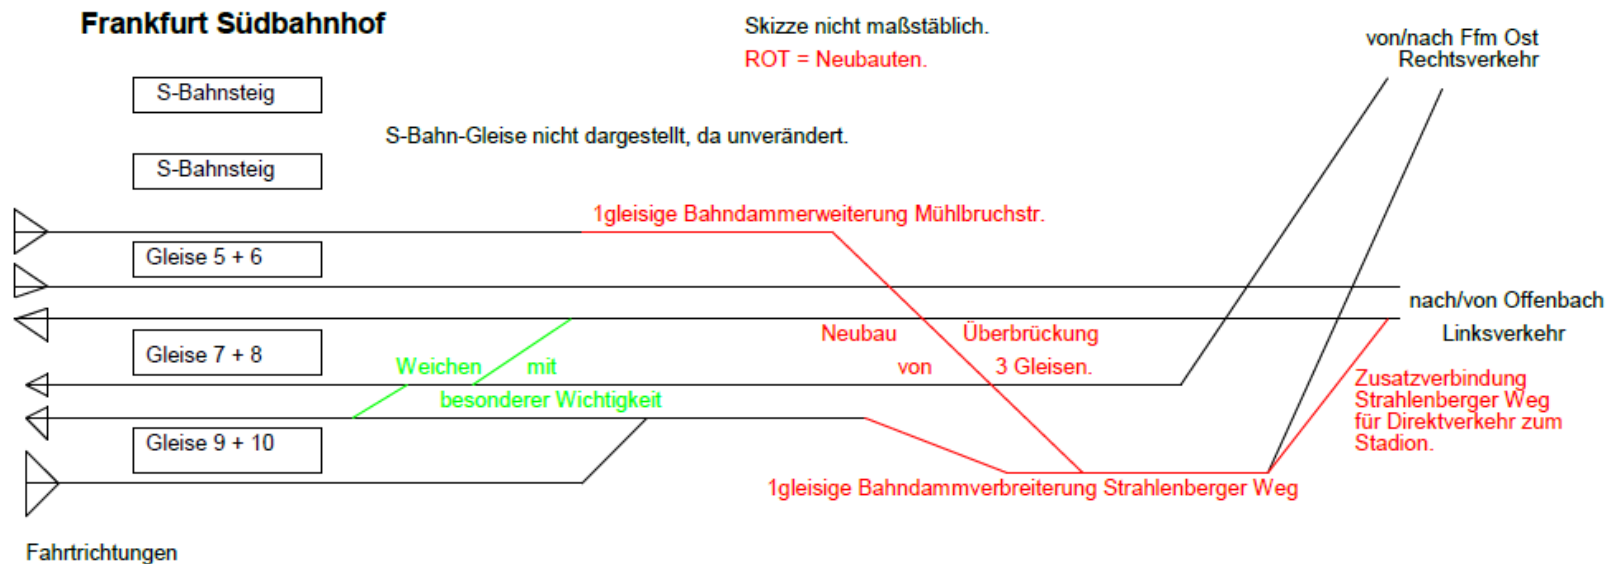 Frankfurt Südbahnhof
Skizze nicht maßstäblich.
ROT = Neubauten.
von/nach Ffm Ost
Rechtsverkehr
S-Bahnsteig
S-Bahn-Gleise nicht dargestellt, da unverändert.
S-Bahnsteig
1gleisige Bahndammerweiterung Mühlbruchstr.
Gleise 5 + 6
nach/von Offenbach
Linksverkehr
Neubau Überbrückung
von 3 Gleisen.
Gleise 7 + 8
Weichen mit
besonderer Wichtigkeit
Zusatzverbindung
Strahlenberger Weg
für Direktverkehr zum
Stadion.
Gleise 9 + 10
1gleisige Bahndammverbreiterung Strahlenberger Weg
Fahrtrichtungen